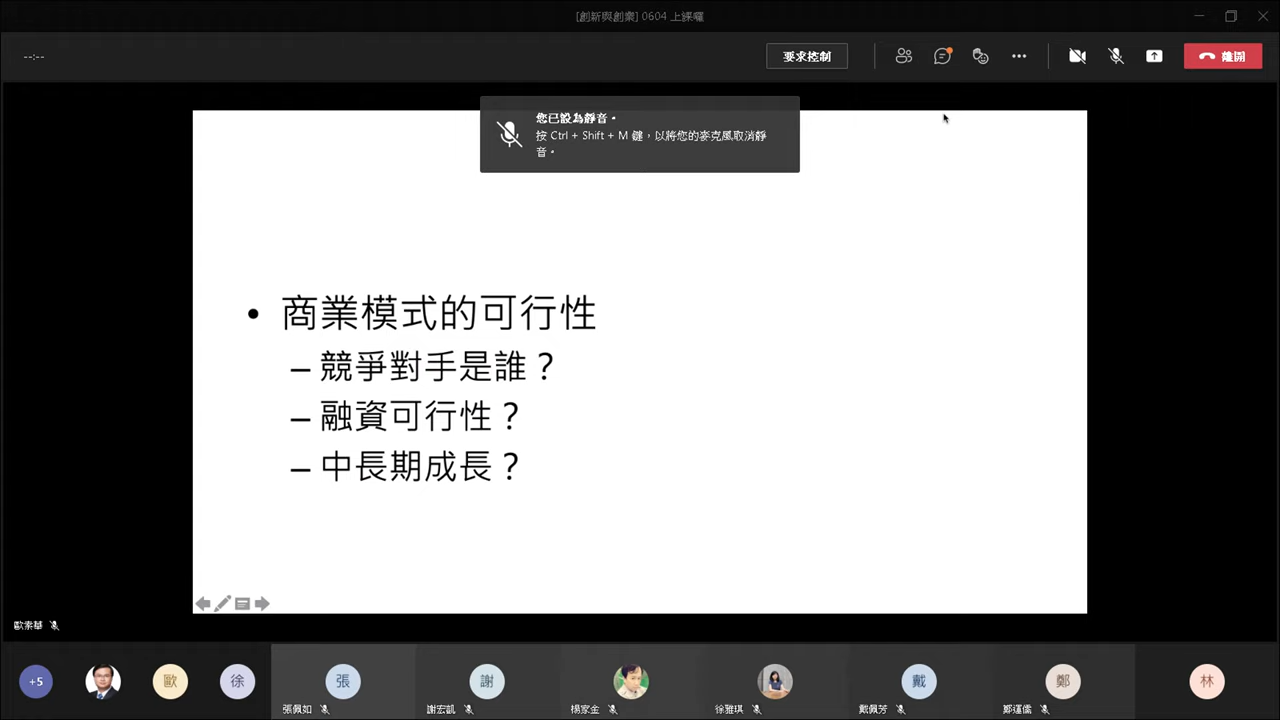 [創新與創業] 0604 上課囉
--:--
要求控制
離開
您已設為靜音。
按 Ctrl + Shift + M 鍵，以將您的麥克風取消靜
音。
• 商業模式的可行性
– 競爭對手是誰？
– 融資可行性？
– 中長期成長？
歐素華
+5
歐
徐
張
謝
戴
鄭
林
張佩如
謝宏凱
楊家金
徐雅琪
戴佩芳
鄭運儒